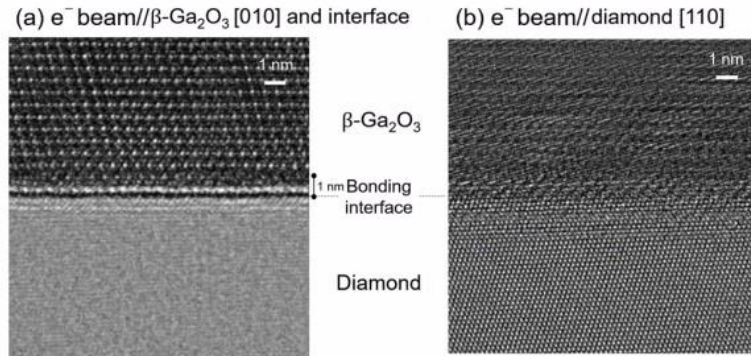 (a) e⁻ beam//β-Ga₂O₃ [010] and interface
(b) e⁻ beam//diamond [110]
1 nm
1 nm
β-Ga₂O₃
1 nm Bonding
interface
Diamond